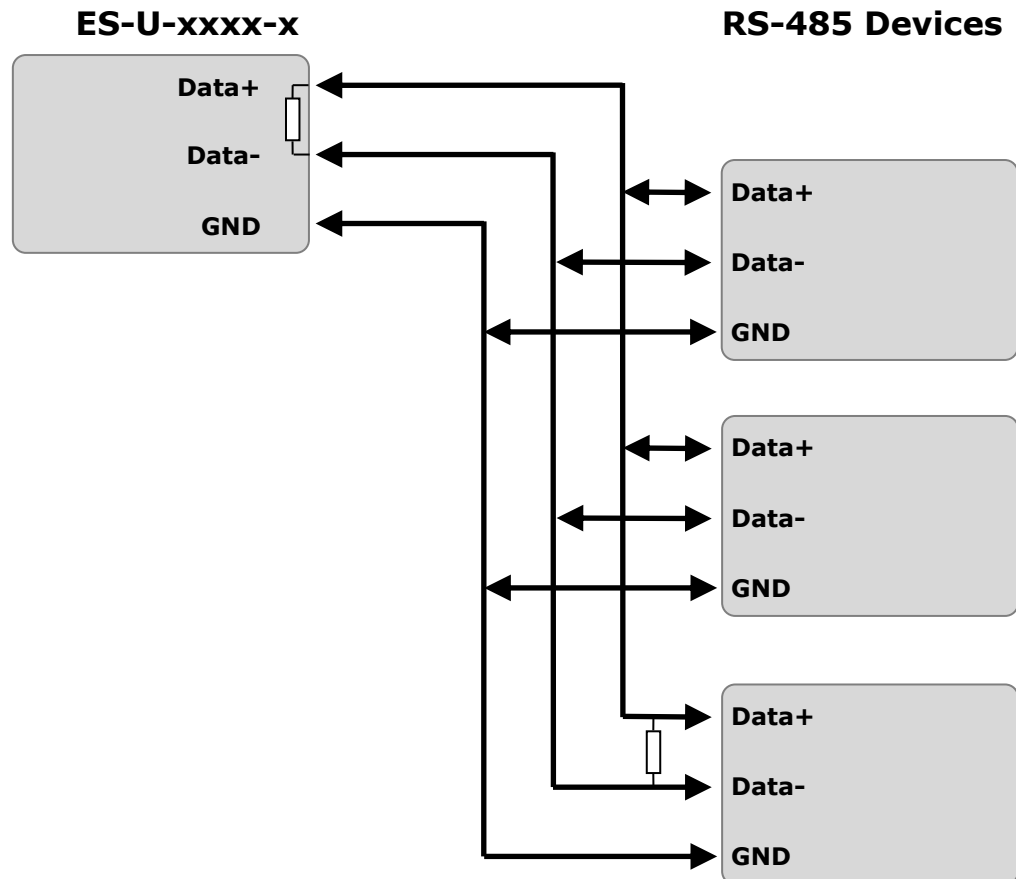 ES-U-xxxx-x
RS-485 Devices
Data+
Data-
GND
Data+
Data-
GND
Data+
Data-
GND
Data+
Data-
GND